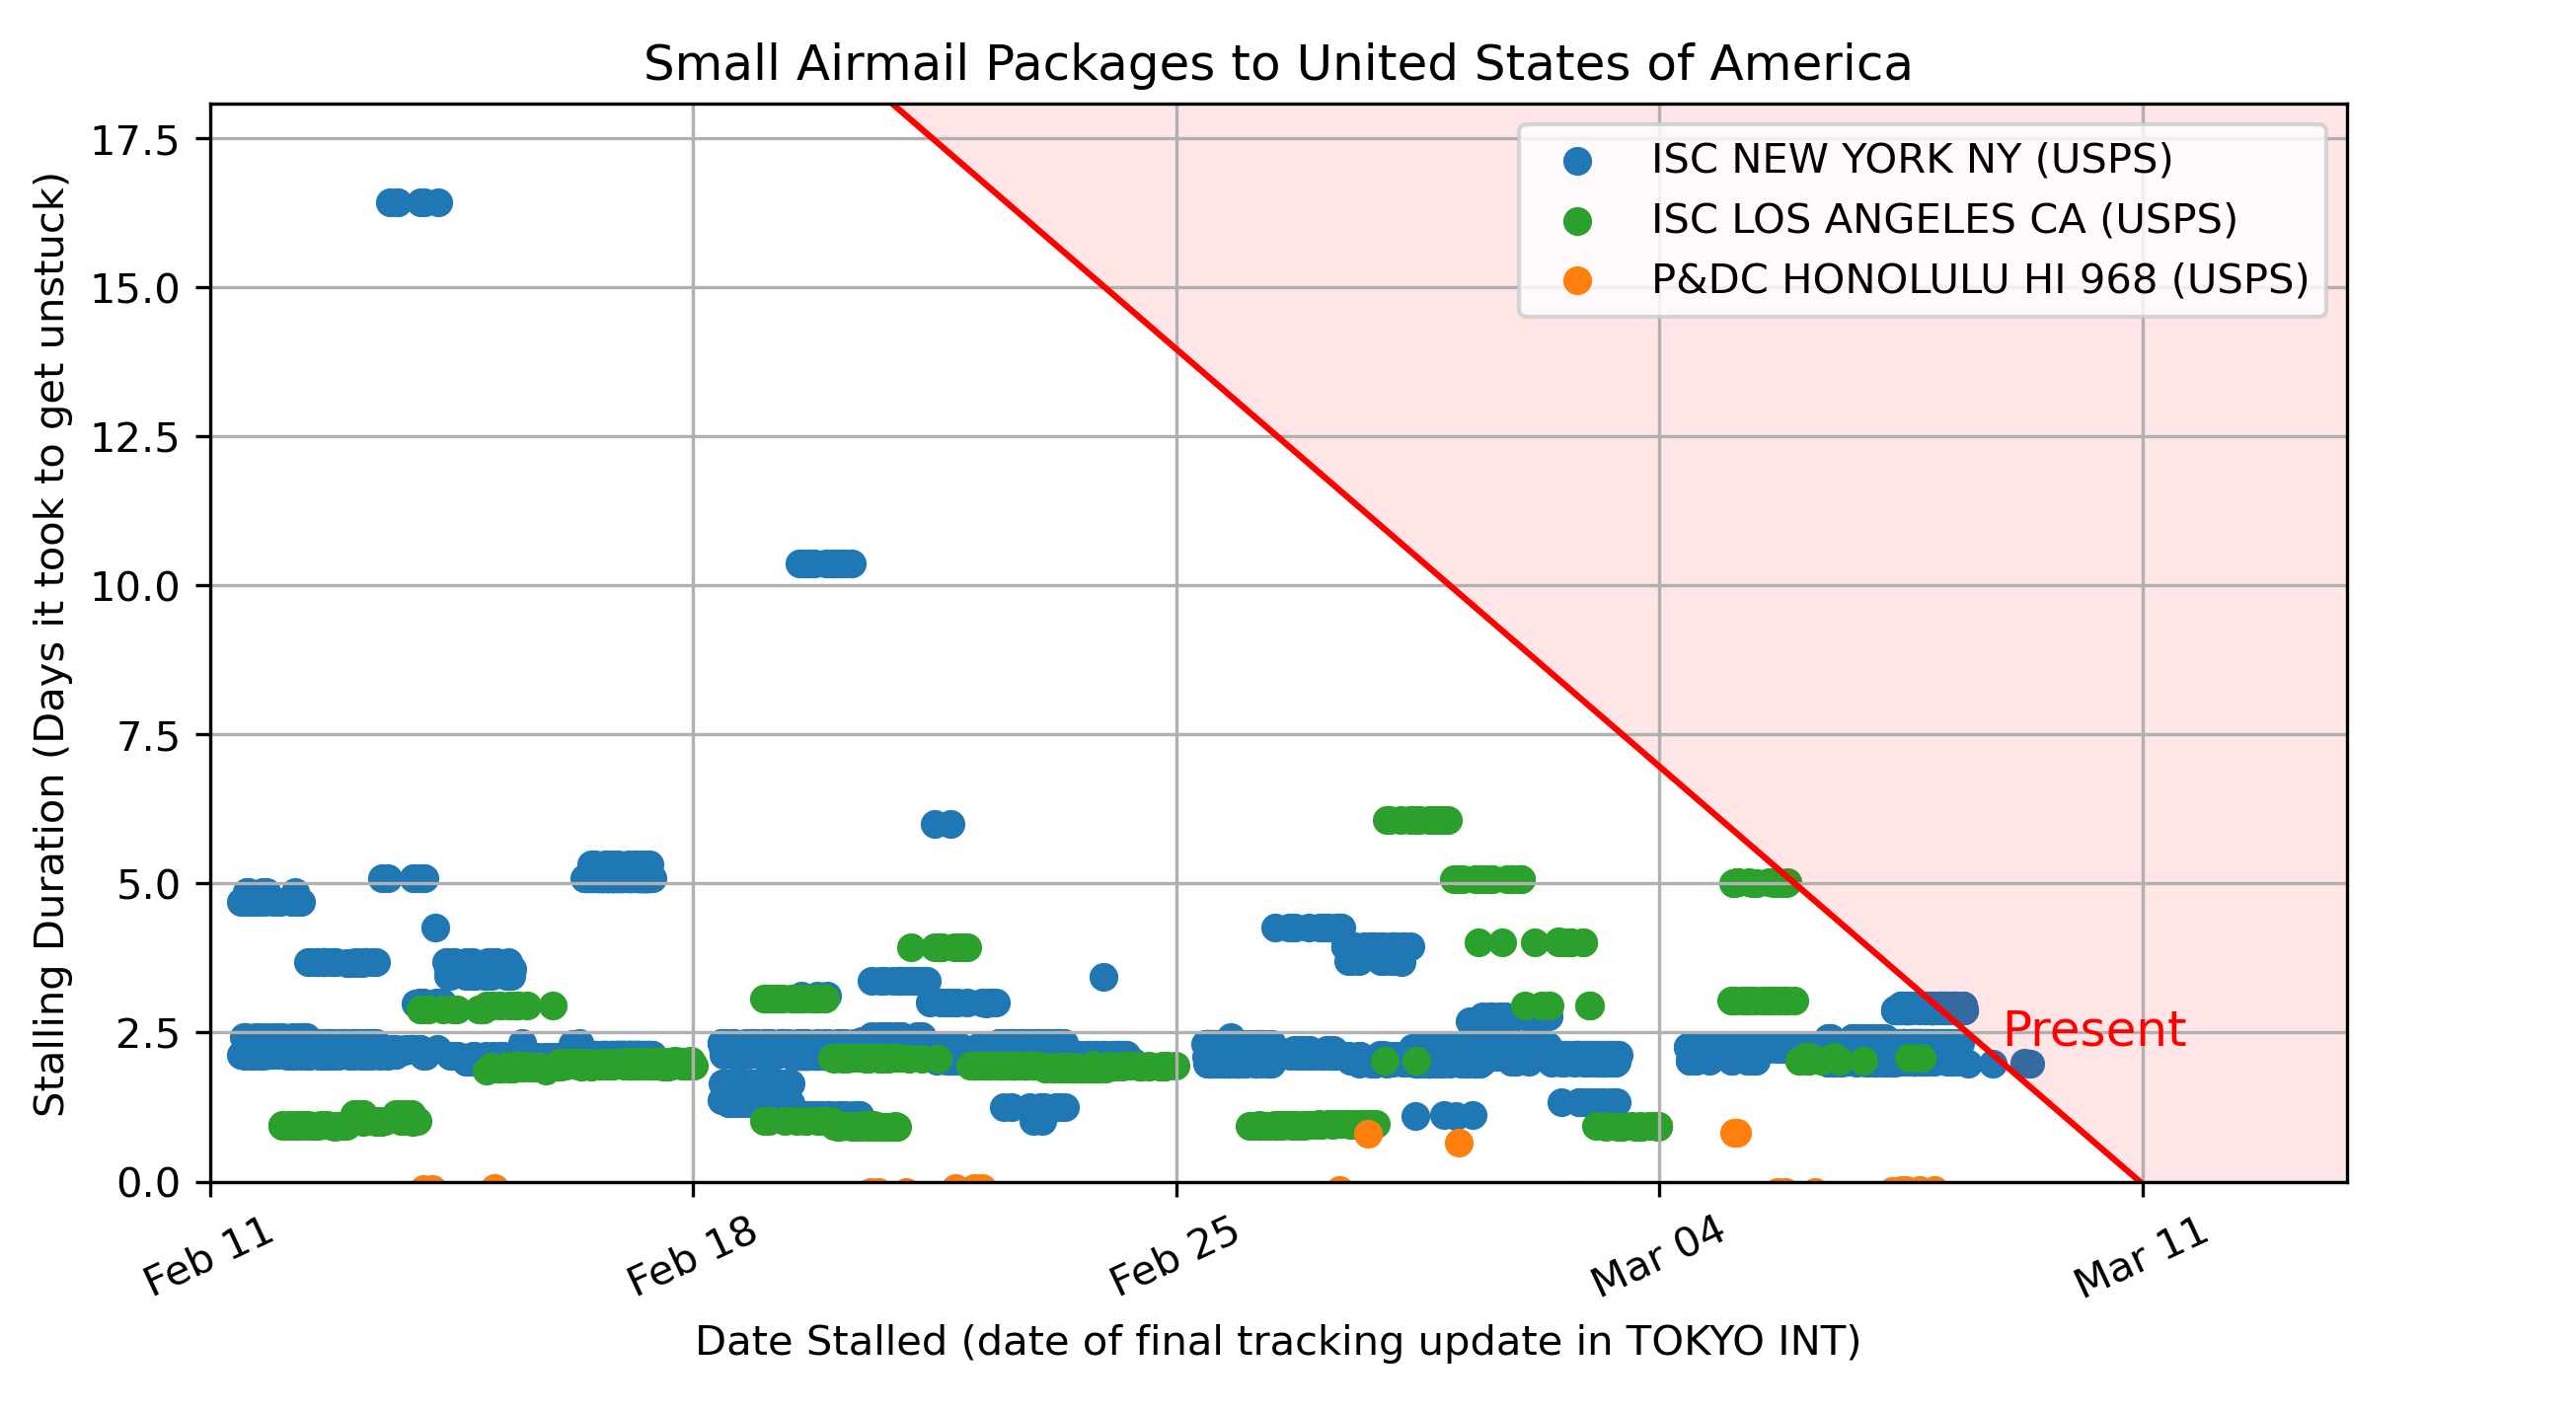 Small Airmail Packages to United States of America
Stalling Duration (Days it took to get unstuck)
17.5
15.0
12.5
10.0
7.5
5.0
2.5
0.0
ISC NEW YORK NY (USPS)
ISC LOS ANGELES CA (USPS)
P&DC HONOLULU HI 968 (USPS)
Present
Feb 11
Feb 18
Feb 25
Mar 04
Mar 11
Date Stalled (date of final tracking update in TOKYO INT)